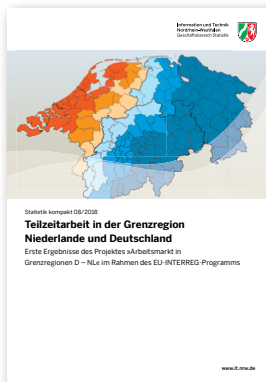 Information und Technik
Nordrhein-Westfalen
Geschäftsbereich Statistik
Statistik kompakt 08/2018
Teilzeitarbeit in der Grenzregion
Niederlande und Deutschland
Erste Ergebnisse des Projektes »Arbeitsmarkt in
Grenzregionen D – NL« im Rahmen des EU-INTERREG-Programms
www.it.nrw.de